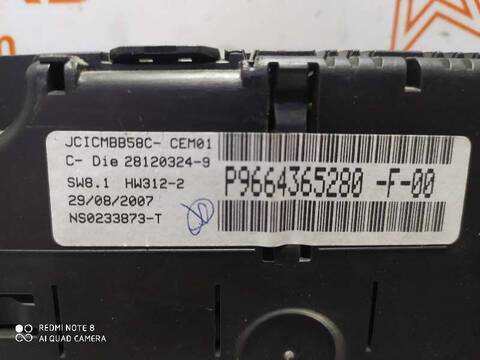 JCICMBB58C- CEM01
C- Die 28120324-9
SW8.1 HW312-2
29/08/2007
NS0233873-T
P9664365280 -F-00
REDMI NOTE 8
AI QUAD CAMERA